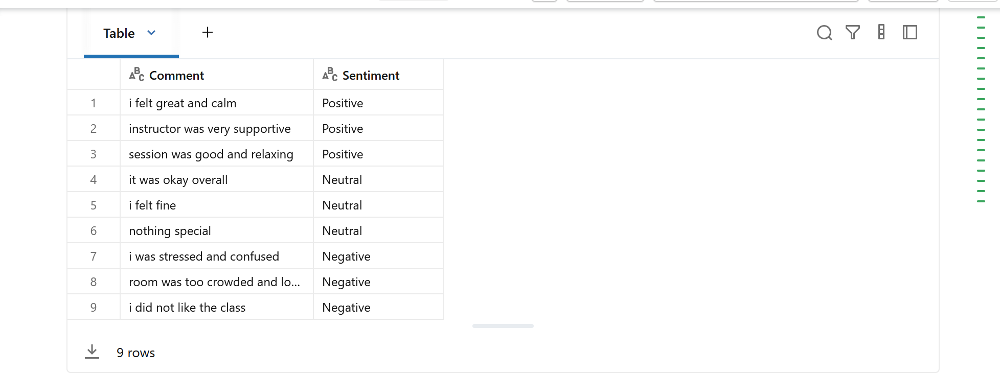 Table
ABC Comment ABC Sentiment
1 i felt great and calm Positive
2 instructor was very supportive Positive
3 session was good and relaxing Positive
4 it was okay overall Neutral
5 i felt fine Neutral
6 nothing special Neutral
7 i was stressed and confused Negative
8 room was too crowded and lo... Negative
9 i did not like the class Negative
9 rows